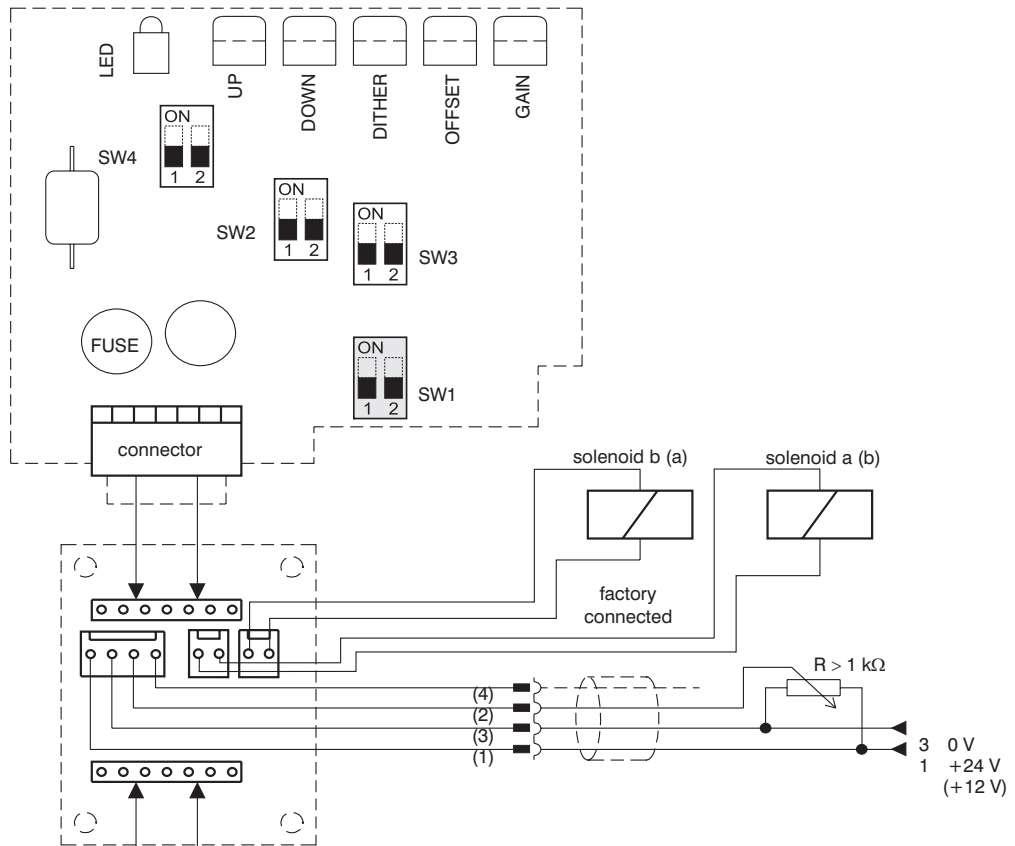 LED
UP
DOWN
DITHER
OFFSET
GAIN
ON
1 2
SW4
ON
1 2
SW2
ON
1 2
SW3
FUSE
ON
1 2
SW1
connector
solenoid b (a)
solenoid a (b)
factory
connected
R > 1 kΩ
(4)
(2)
(3)
(1)
3 0 V
1 +24 V
(+12 V)